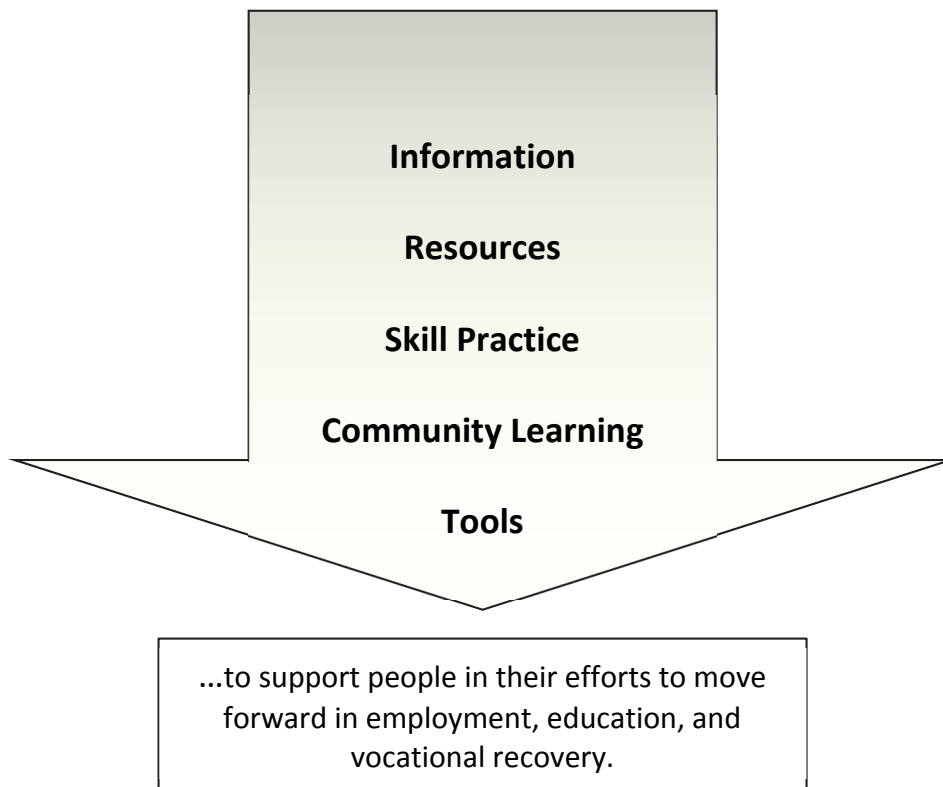 Information
Resources
Skill Practice
Community Learning
Tools
...to support people in their efforts to move
forward in employment, education, and
vocational recovery.